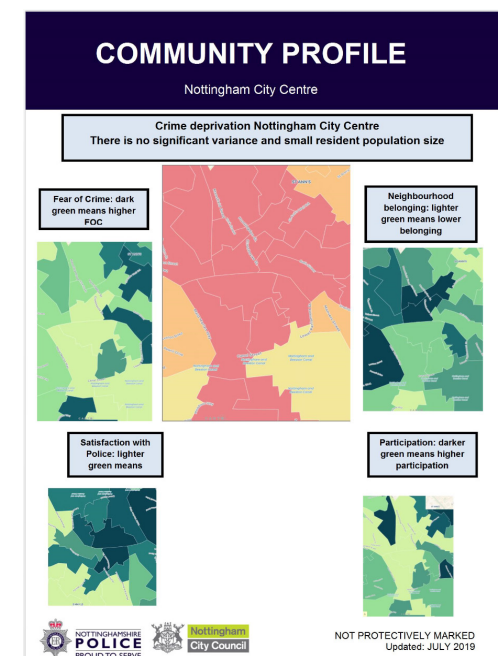 COMMUNITY PROFILE
Nottingham City Centre
Crime deprivation Nottingham City Centre
There is no significant variance and small resident population size
Fear of Crime: dark
green means higher
FOC
Neighbourhood
belonging: lighter
green means lower
belonging
Satisfaction with
Police: lighter
green means
Participation: darker
green means higher
participation
NOTTINGHAMSHIRE
POLICE
PROUD TO SERVE
Nottingham
City Council
NOT PROTECTIVELY MARKED
Updated: JULY 2019